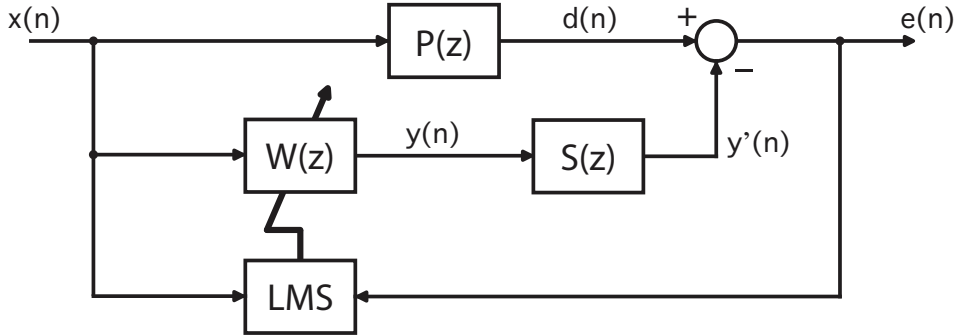 x(n)
P(z)
d(n)
+
e(n)
−
W(z)
y(n)
S(z)
y’(n)
LMS